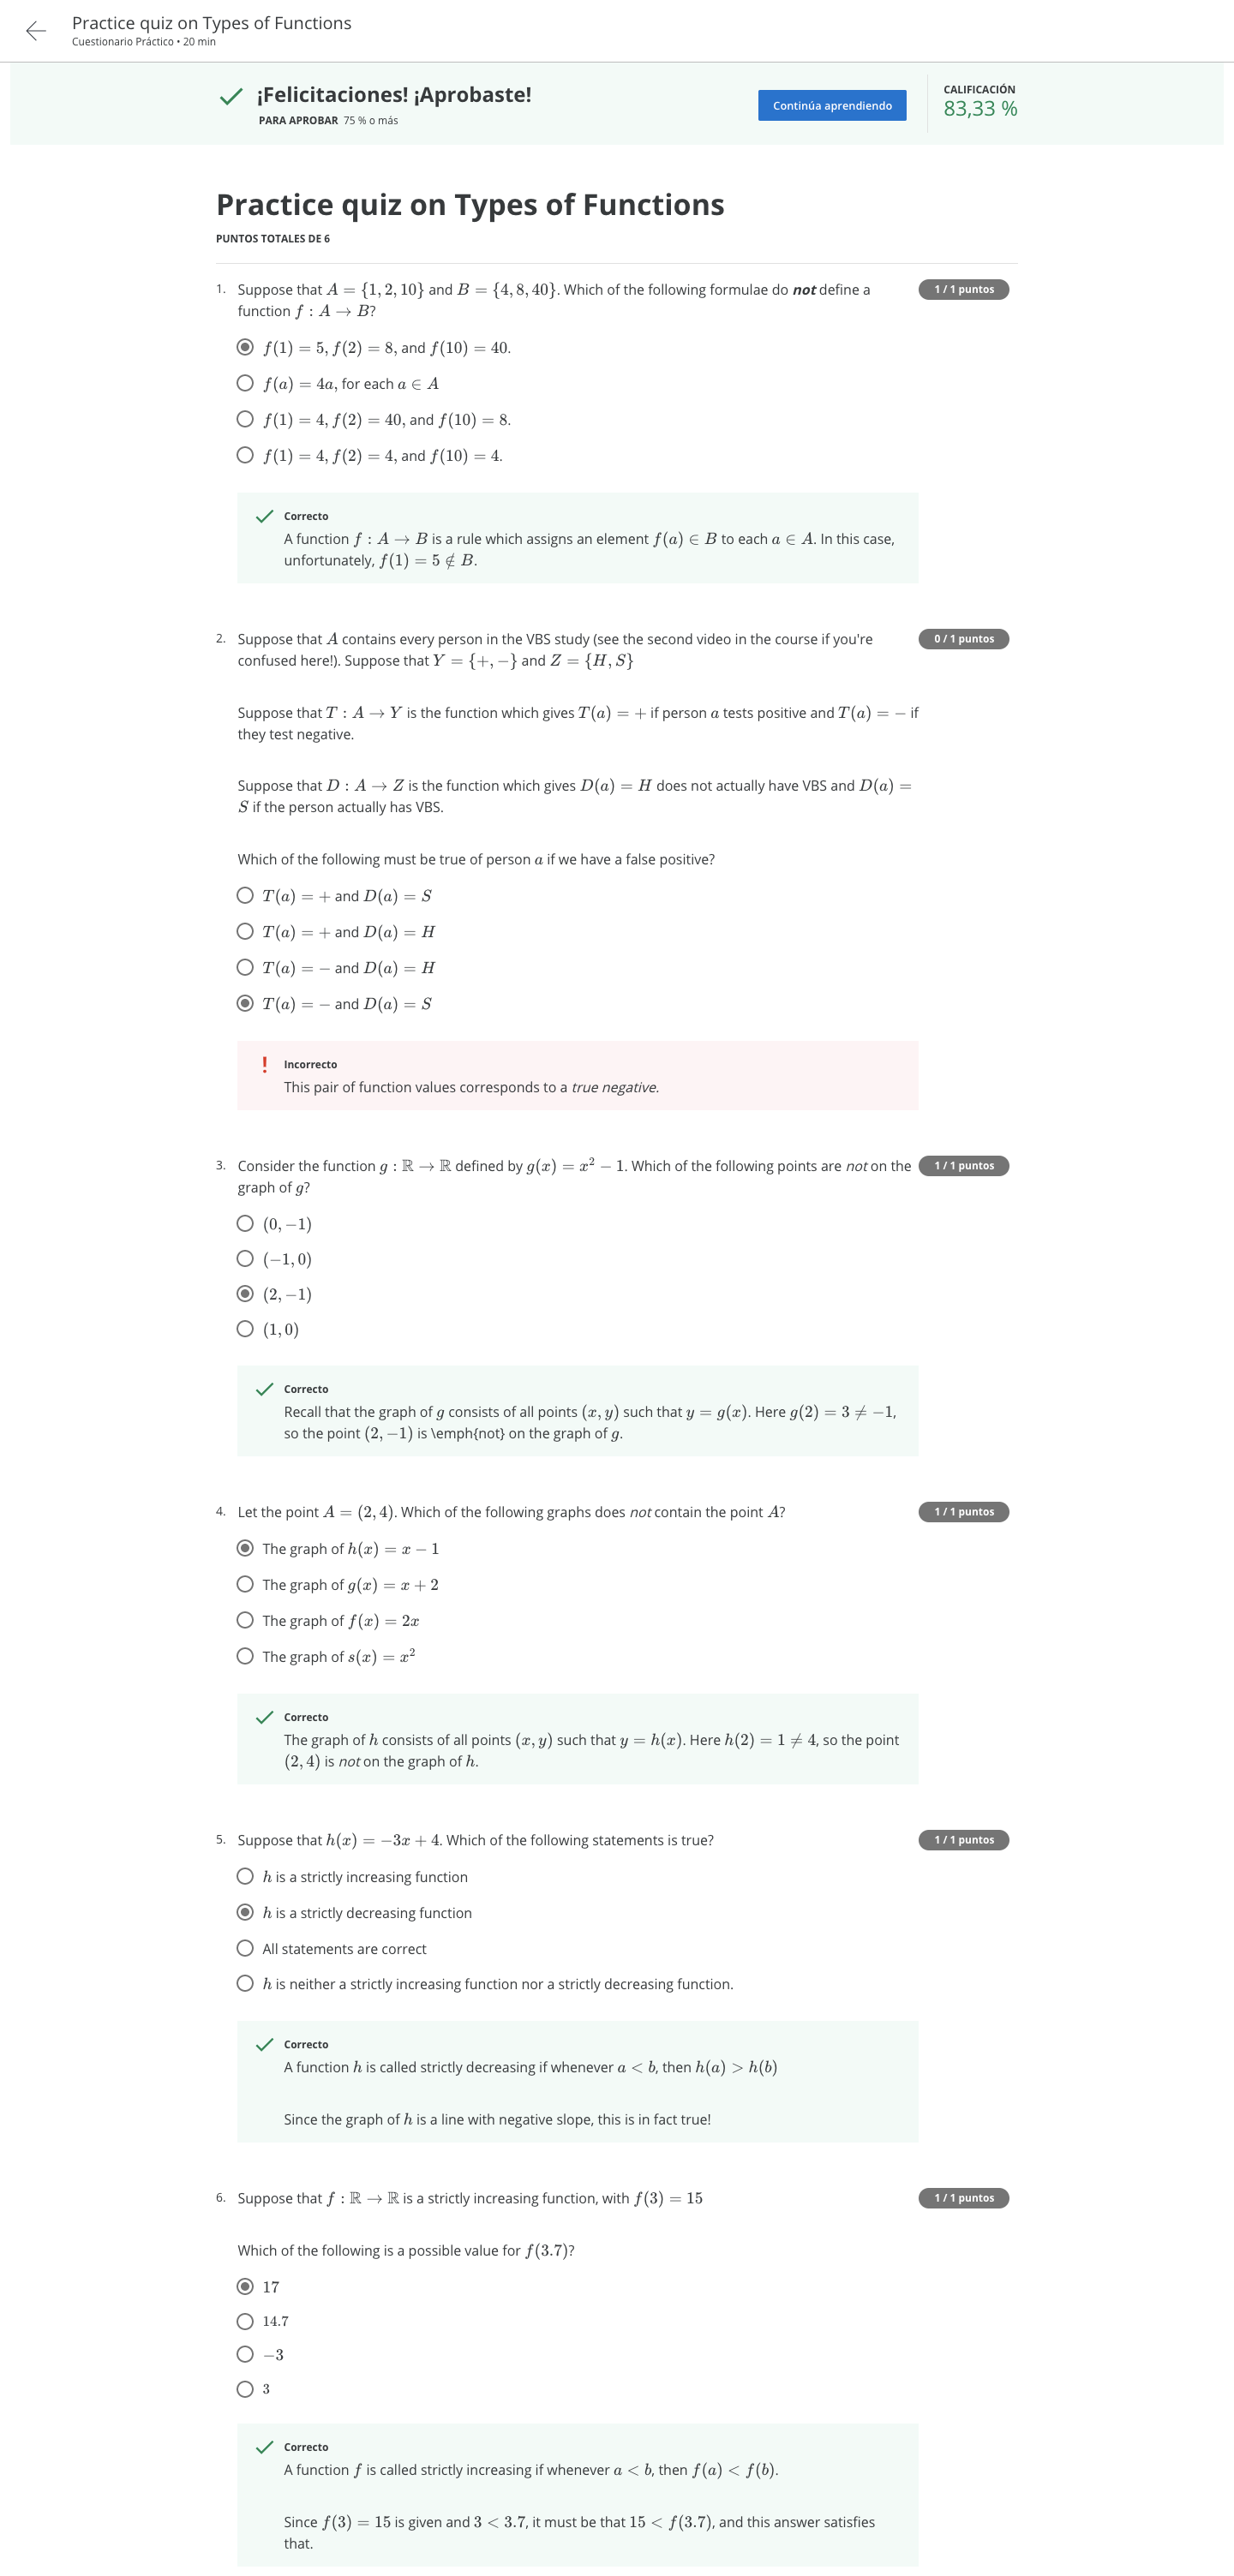 Practice quiz on Types of Functions
Cuestionario Práctico • 20 min
¡Felicitaciones! ¡Aprobaste!
PARA APROBAR 75 % o más
Continúa aprendiendo
CALIFICACIÓN
83,33 %
Practice quiz on Types of Functions
PUNTOS TOTALES DE 6
1. Suppose that A = {1, 2, 10} and B = {4, 8, 40}. Which of the following formulae do not define a
function f : A → B?
1 / 1 puntos
f(1) = 5, f(2) = 8, and f(10) = 40.
f(a) = 4a, for each a ∈ A
f(1) = 4, f(2) = 40, and f(10) = 8.
f(1) = 4, f(2) = 4, and f(10) = 4.
Correcto
A function f : A → B is a rule which assigns an element f(a) ∈ B to each a ∈ A. In this case,
unfortunately, f(1) = 5 ∉ B.
2. Suppose that A contains every person in the VBS study (see the second video in the course if you're
confused here!). Suppose that Y = {+, −} and Z = {H, S}
0 / 1 puntos
Suppose that T : A → Y is the function which gives T(a) = + if person a tests positive and T(a) = − if
they test negative.
Suppose that D : A → Z is the function which gives D(a) = H does not actually have VBS and D(a) =
S if the person actually has VBS.
Which of the following must be true of person a if we have a false positive?
T(a) = + and D(a) = S
T(a) = + and D(a) = H
T(a) = − and D(a) = H
T(a) = − and D(a) = S
Incorrecto
This pair of function values corresponds to a true negative.
3. Consider the function g : ℝ → ℝ defined by g(x) = x² − 1. Which of the following points are not on the
graph of g?
1 / 1 puntos
(0, −1)
(−1, 0)
(2, −1)
(1, 0)
Correcto
Recall that the graph of g consists of all points (x, y) such that y = g(x). Here g(2) = 3 ≠ −1,
so the point (2, −1) is \emph{not} on the graph of g.
4. Let the point A = (2, 4). Which of the following graphs does not contain the point A?
1 / 1 puntos
The graph of h(x) = x − 1
The graph of g(x) = x + 2
The graph of f(x) = 2x
The graph of s(x) = x²
Correcto
The graph of h consists of all points (x, y) such that y = h(x). Here h(2) = 1 ≠ 4, so the point
(2, 4) is not on the graph of h.
5. Suppose that h(x) = −3x + 4. Which of the following statements is true?
1 / 1 puntos
h is a strictly increasing function
h is a strictly decreasing function
All statements are correct
h is neither a strictly increasing function nor a strictly decreasing function.
Correcto
A function h is called strictly decreasing if whenever a < b, then h(a) > h(b)
Since the graph of h is a line with negative slope, this is in fact true!
6. Suppose that f : ℝ → ℝ is a strictly increasing function, with f(3) = 15
1 / 1 puntos
Which of the following is a possible value for f(3.7)?
17
14.7
−3
3
Correcto
A function f is called strictly increasing if whenever a < b, then f(a) < f(b).
Since f(3) = 15 is given and 3 < 3.7, it must be that 15 < f(3.7), and this answer satisfies
that.